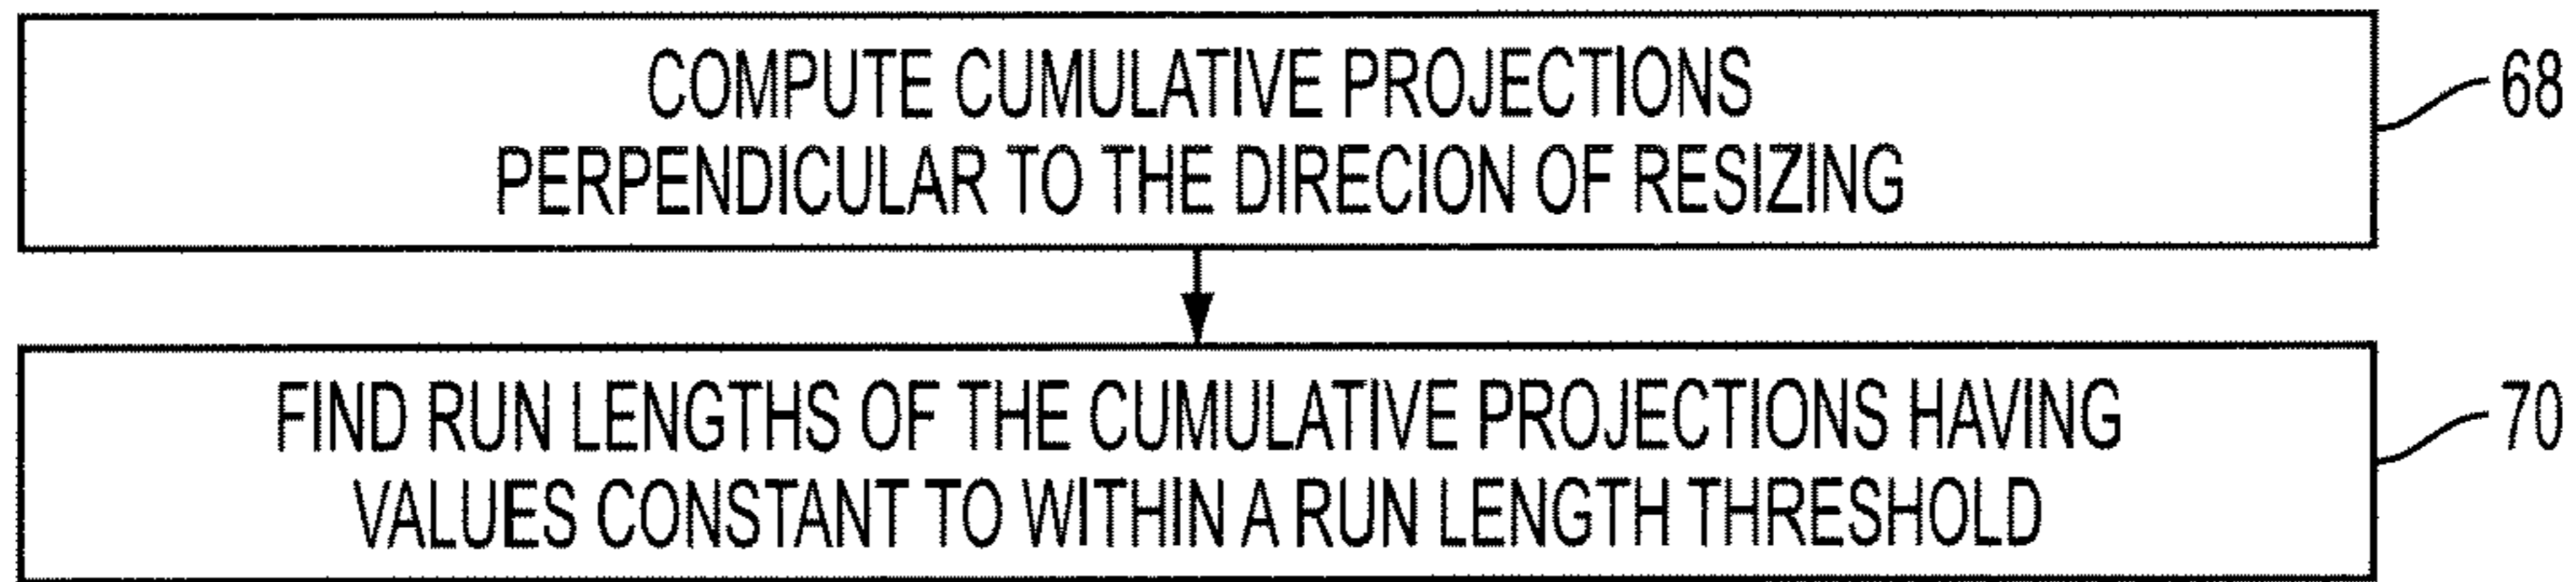 COMPUTE CUMULATIVE PROJECTIONS
PERPENDICULAR TO THE DIRECION OF RESIZING
68
FIND RUN LENGTHS OF THE CUMULATIVE PROJECTIONS HAVING
VALUES CONSTANT TO WITHIN A RUN LENGTH THRESHOLD
70